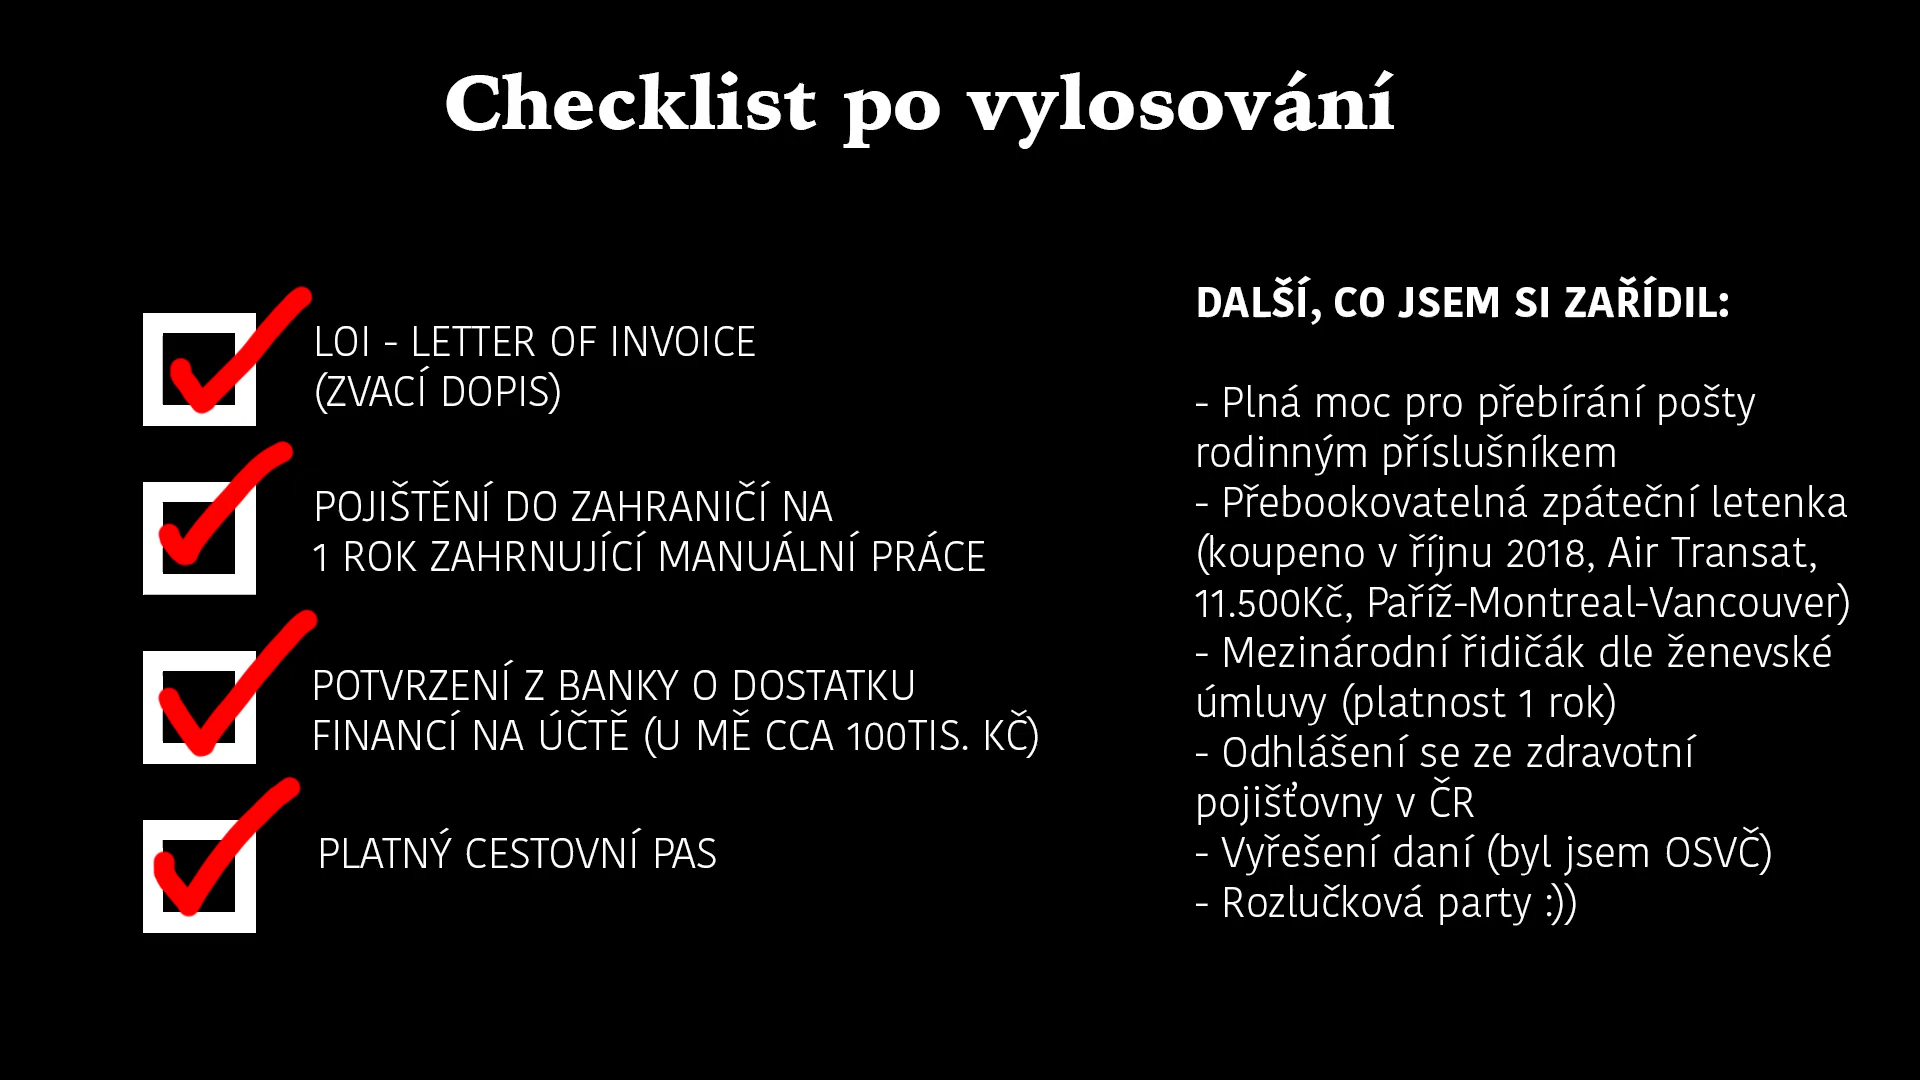 Checklist po vylosování
LOI - LETTER OF INVOICE
(ZVACÍ DOPIS)
POJIŠTĚNÍ DO ZAHRANIČÍ NA
1 ROK ZAHRNUJÍCÍ MANUÁLNÍ PRÁCE
POTVRZENÍ Z BANKY O DOSTATKU
FINANCÍ NA ÚČTĚ (U MĚ CCA 100TIS. KČ)
PLATNÝ CESTOVNÍ PAS
DALŠÍ, CO JSEM SI ZAŘÍDIL:
- Plná moc pro přebírání pošty
rodinným příslušníkem
- Přebookovatelná zpáteční letenka
(koupeno v říjnu 2018, Air Transat,
11.500Kč, Paříž-Montreal-Vancouver)
- Mezinárodní řidičák dle ženevské
úmluvy (platnost 1 rok)
- Odhlášení se ze zdravotní
pojišťovny v ČR
- Vyřešení daní (byl jsem OSVČ)
- Rozlučková party :))